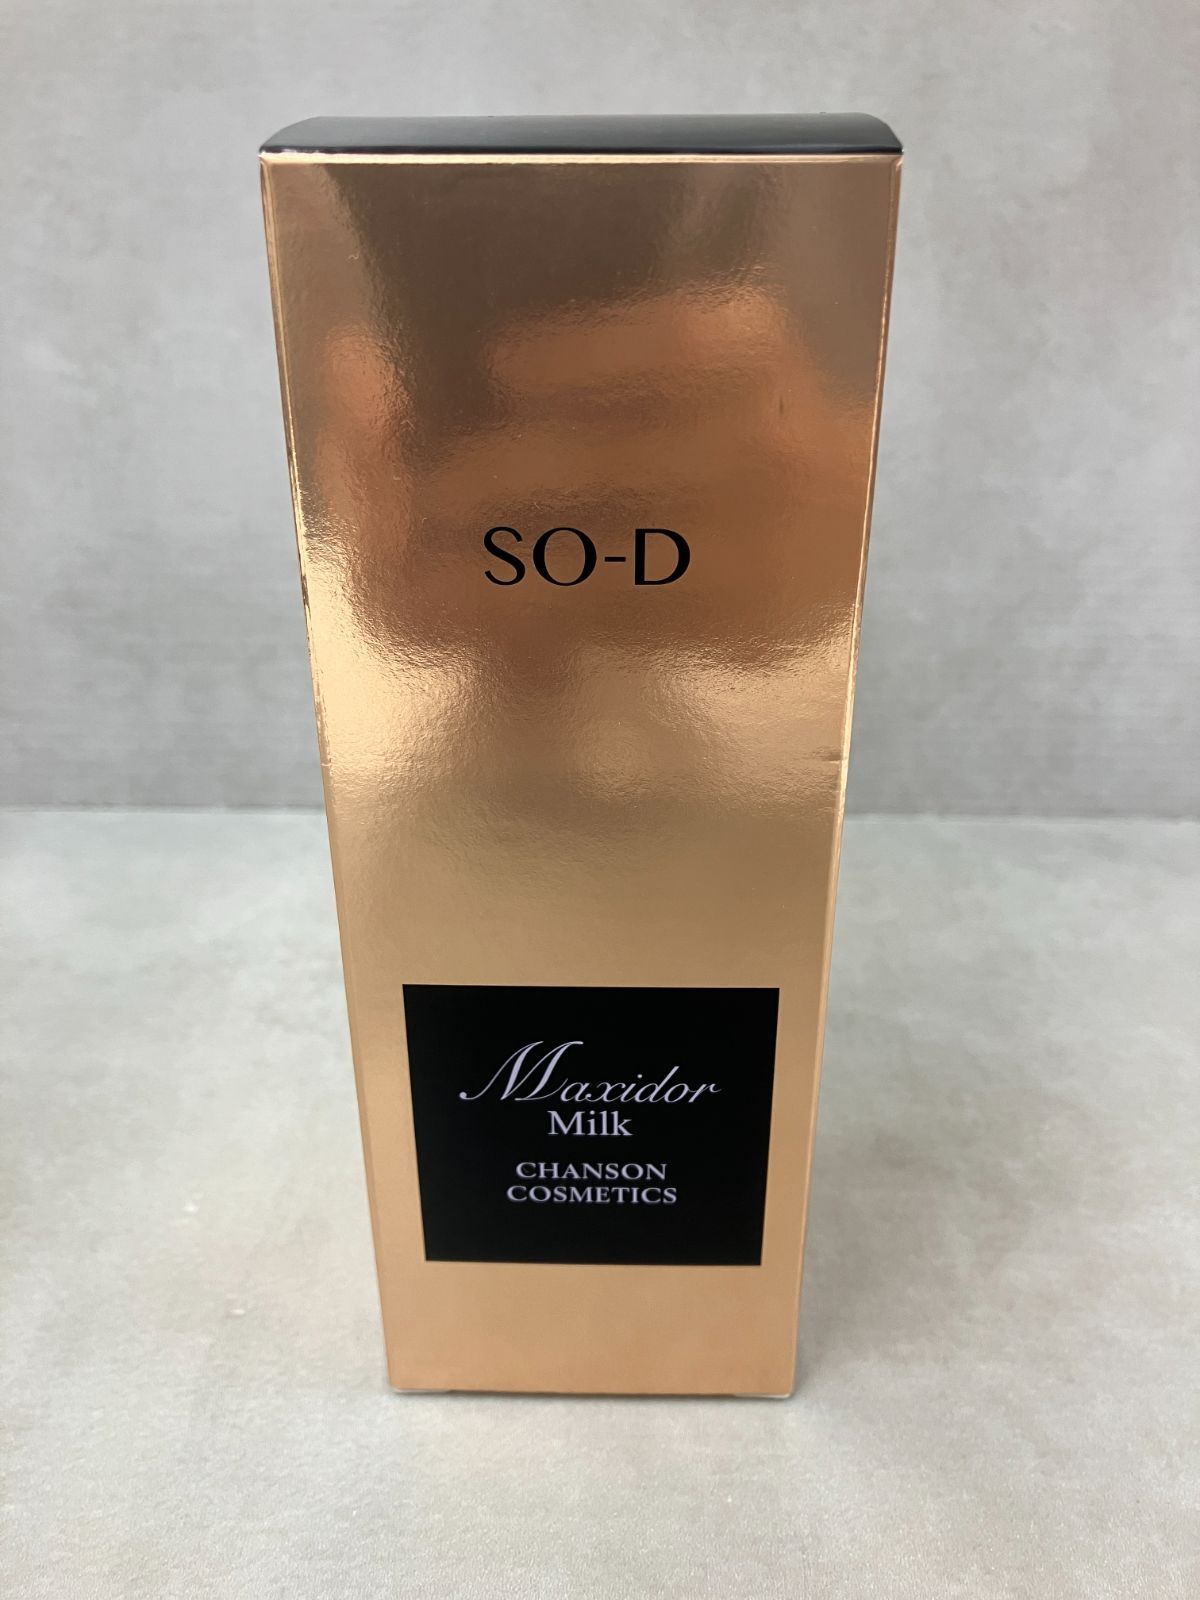 SO-D
Maxidor
Milk
CHANSON
COSMETICS